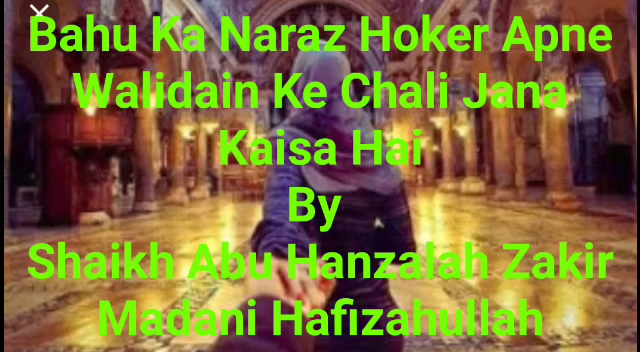 Bahu Ka Naraz Hoker Apne
Walidain Ke Chali Jana
Kaisa Hai
By
Shaikh Abu Hanzalah Zakir
Madani Hafizahullah